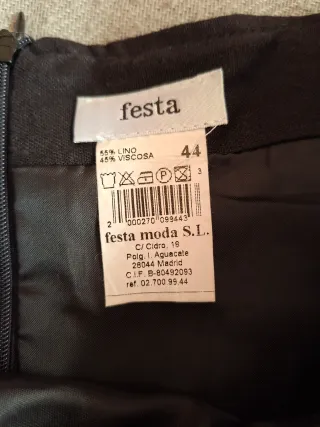 festa
55% LINO
45% VISCOSA
44
P
3
2 000270 099443
festa moda S.L.
C/ Cidro, 16
Polg. I. Aguacate
28044 Madrid
C.I.F. B-80492093
ref. 02.700 99.44